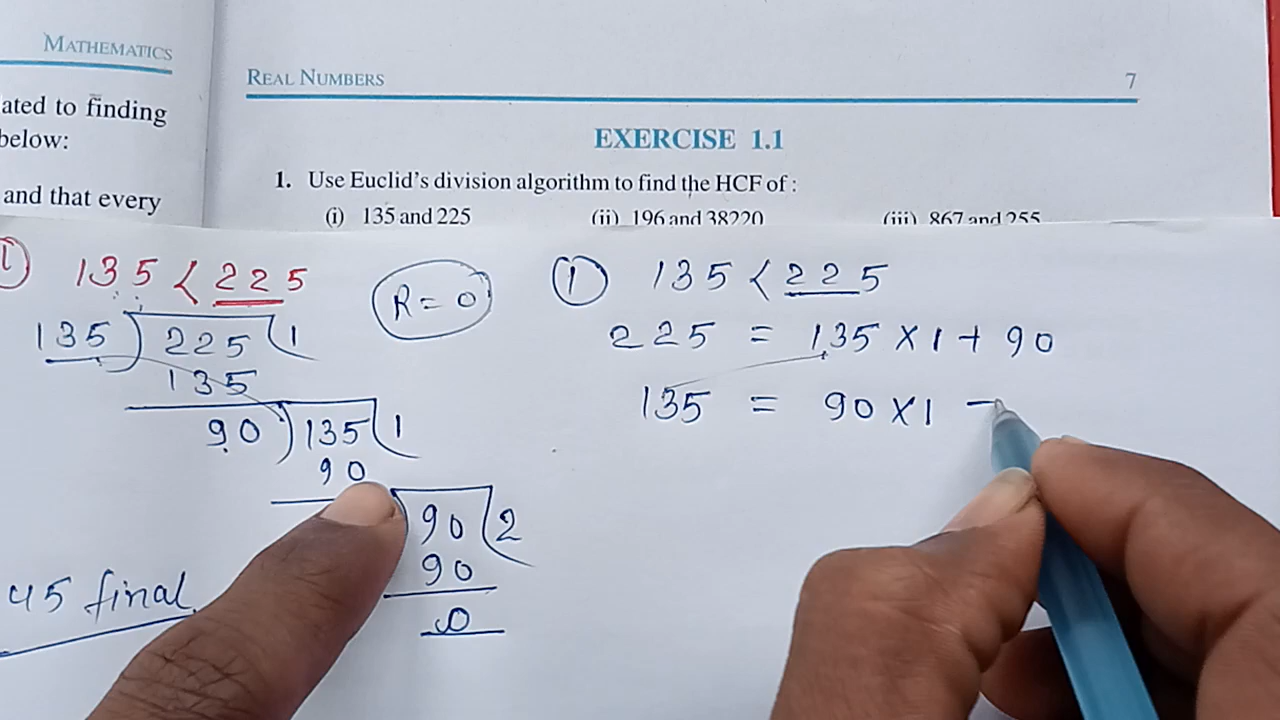 MATHEMATICS
ated to finding
below:
and that every
REAL NUMBERS 7
EXERCISE 1.1
1. Use Euclid's division algorithm to find the HCF of :
(i) 135 and 225 (ii) 196 and 38220 (iii) 867 and 255
135 < 225
135 ) 225 ( 1
135
90 ) 135 ( 1
90
90 ( 2
90
0
45 final
R = 0
(1) 135 < 225
225 = 135 × 1 + 90
135 = 90 × 1